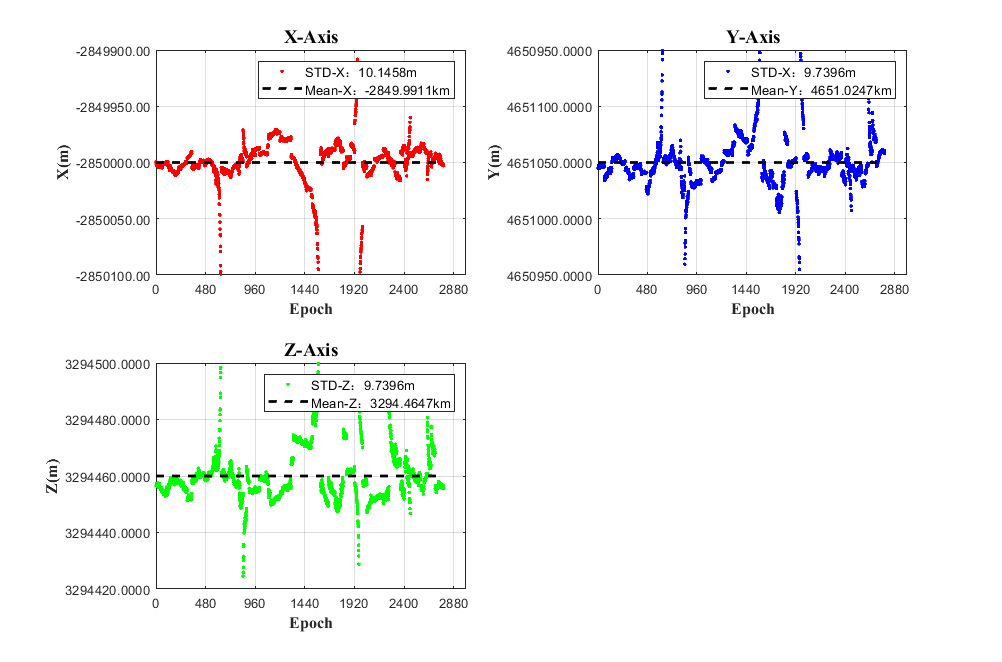 X-Axis
-2849900.00
-2849950.00
-2850000.00
-2850050.00
-2850100.00
X(m)
STD-X：10.1458m
Mean-X：-2849.9911km
0 480 960 1440 1920 2400 2880
Epoch
Y-Axis
4650950.0000
4651100.0000
4651050.0000
4651000.0000
4650950.0000
Y(m)
STD-X：9.7396m
Mean-Y：4651.0247km
0 480 960 1440 1920 2400 2880
Epoch
Z-Axis
3294500.0000
3294480.0000
3294460.0000
3294440.0000
3294420.0000
Z(m)
STD-Z：9.7396m
Mean-Z：3294.4647km
0 480 960 1440 1920 2400 2880
Epoch